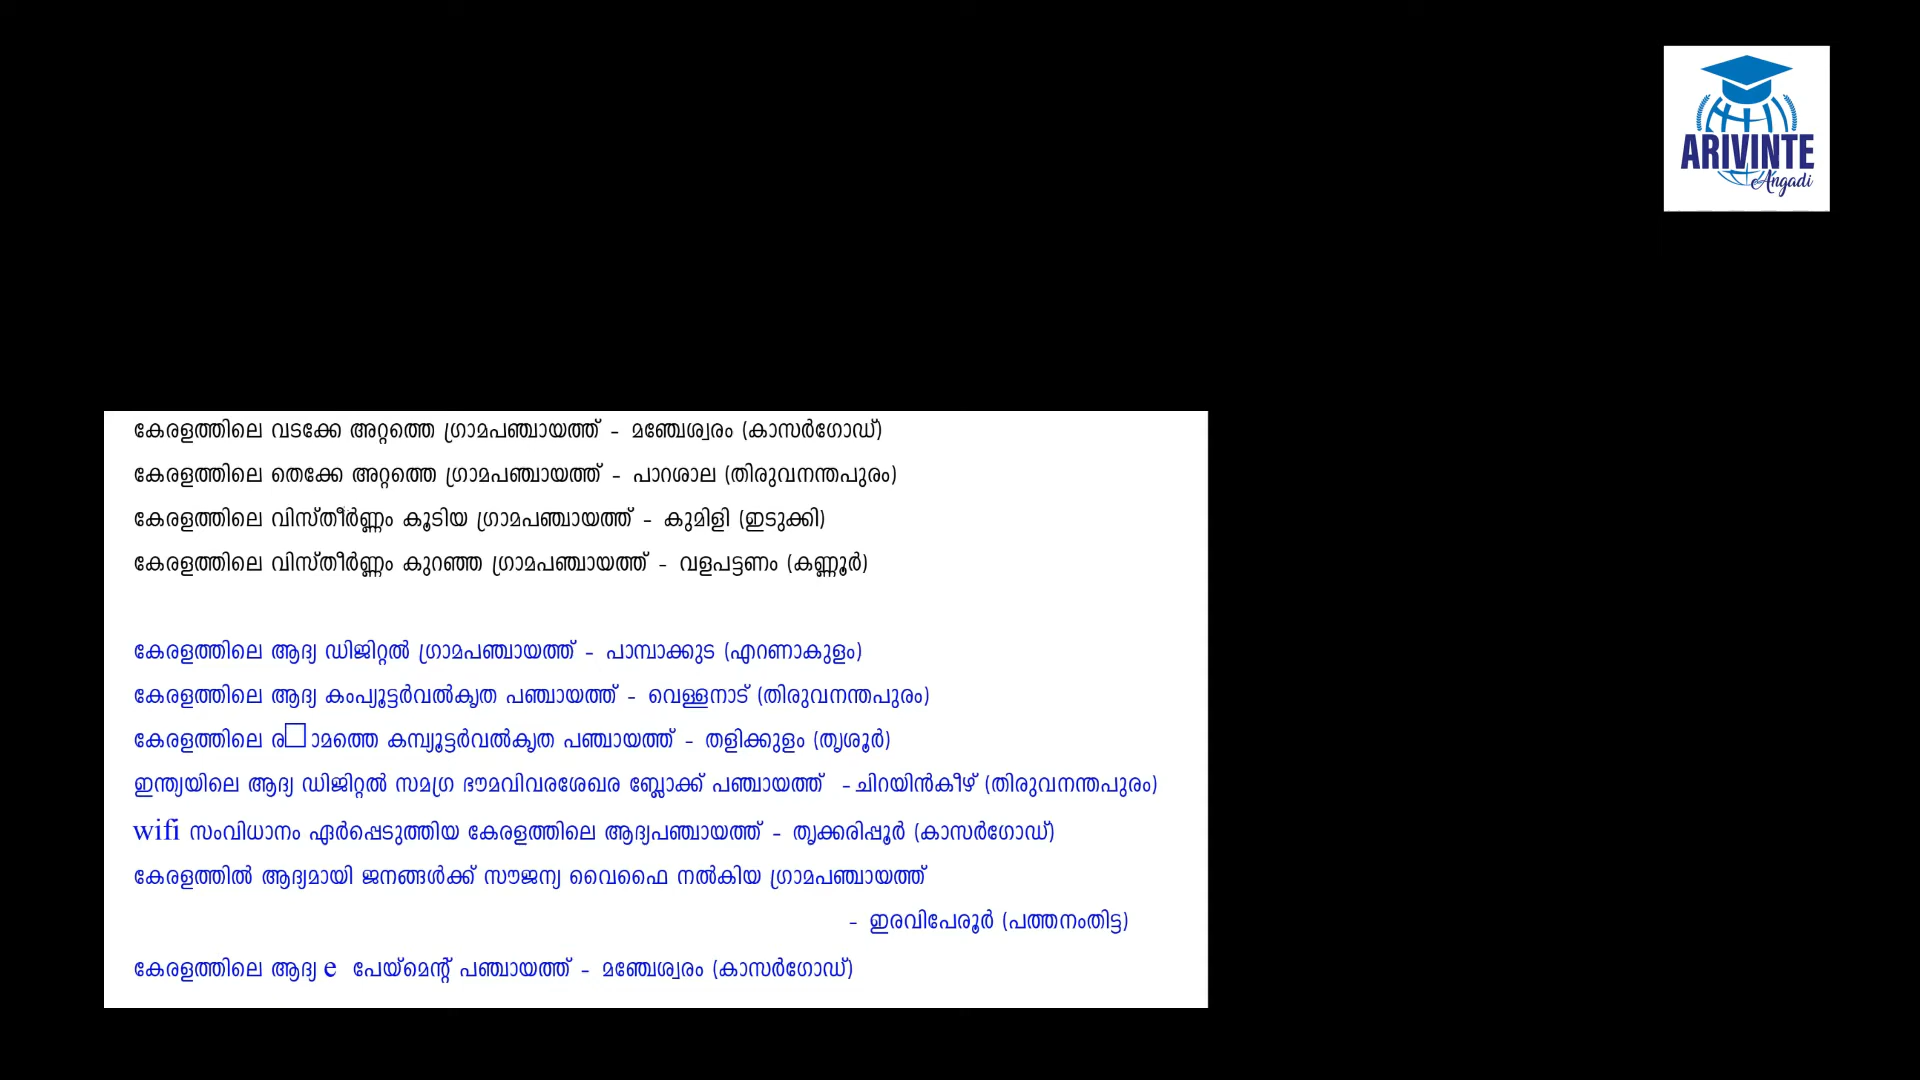 ARIVINTE
Angadi
കേരളത്തിലെ വടക്കേ അറ്റത്തെ ഗ്രാമപഞ്ചായത്ത് - മഞ്ചേശ്വരം (കാസർഗോഡ്)
കേരളത്തിലെ തെക്കേ അറ്റത്തെ ഗ്രാമപഞ്ചായത്ത് - പാറശാല (തിരുവനന്തപുരം)
കേരളത്തിലെ വിസ്തീർണ്ണം കൂടിയ ഗ്രാമപഞ്ചായത്ത് - കുമിളി (ഇടുക്കി)
കേരളത്തിലെ വിസ്തീർണ്ണം കുറഞ്ഞ ഗ്രാമപഞ്ചായത്ത് - വളപട്ടണം (കണ്ണൂർ)
കേരളത്തിലെ ആദ്യ ഡിജിറ്റൽ ഗ്രാമപഞ്ചായത്ത് - പാമ്പാക്കുട (എറണാകുളം)
കേരളത്തിലെ ആദ്യ കംപ്യൂട്ടർവൽകൃത പഞ്ചായത്ത് - വെള്ളനാട് (തിരുവനന്തപുരം)
കേരളത്തിലെ ര□ാമത്തെ കമ്പ്യൂട്ടർവൽകൃത പഞ്ചായത്ത് - തളിക്കുളം (തൃശൂർ)
ഇന്ത്യയിലെ ആദ്യ ഡിജിറ്റൽ സമഗ്ര ഭൗമവിവരശേഖര ബ്ലോക്ക് പഞ്ചായത്ത് - ചിറയിൻകീഴ് (തിരുവനന്തപുരം)
wifi സംവിധാനം ഏർപ്പെടുത്തിയ കേരളത്തിലെ ആദ്യപഞ്ചായത്ത് - തൃക്കരിപ്പൂർ (കാസർഗോഡ്)
കേരളത്തിൽ ആദ്യമായി ജനങ്ങൾക്ക് സൗജന്യ വൈഫൈ നൽകിയ ഗ്രാമപഞ്ചായത്ത്
- ഇരവിപേരൂർ (പത്തനംതിട്ട)
കേരളത്തിലെ ആദ്യ e പേയ്മെന്റ് പഞ്ചായത്ത് - മഞ്ചേശ്വരം (കാസർഗോഡ്)